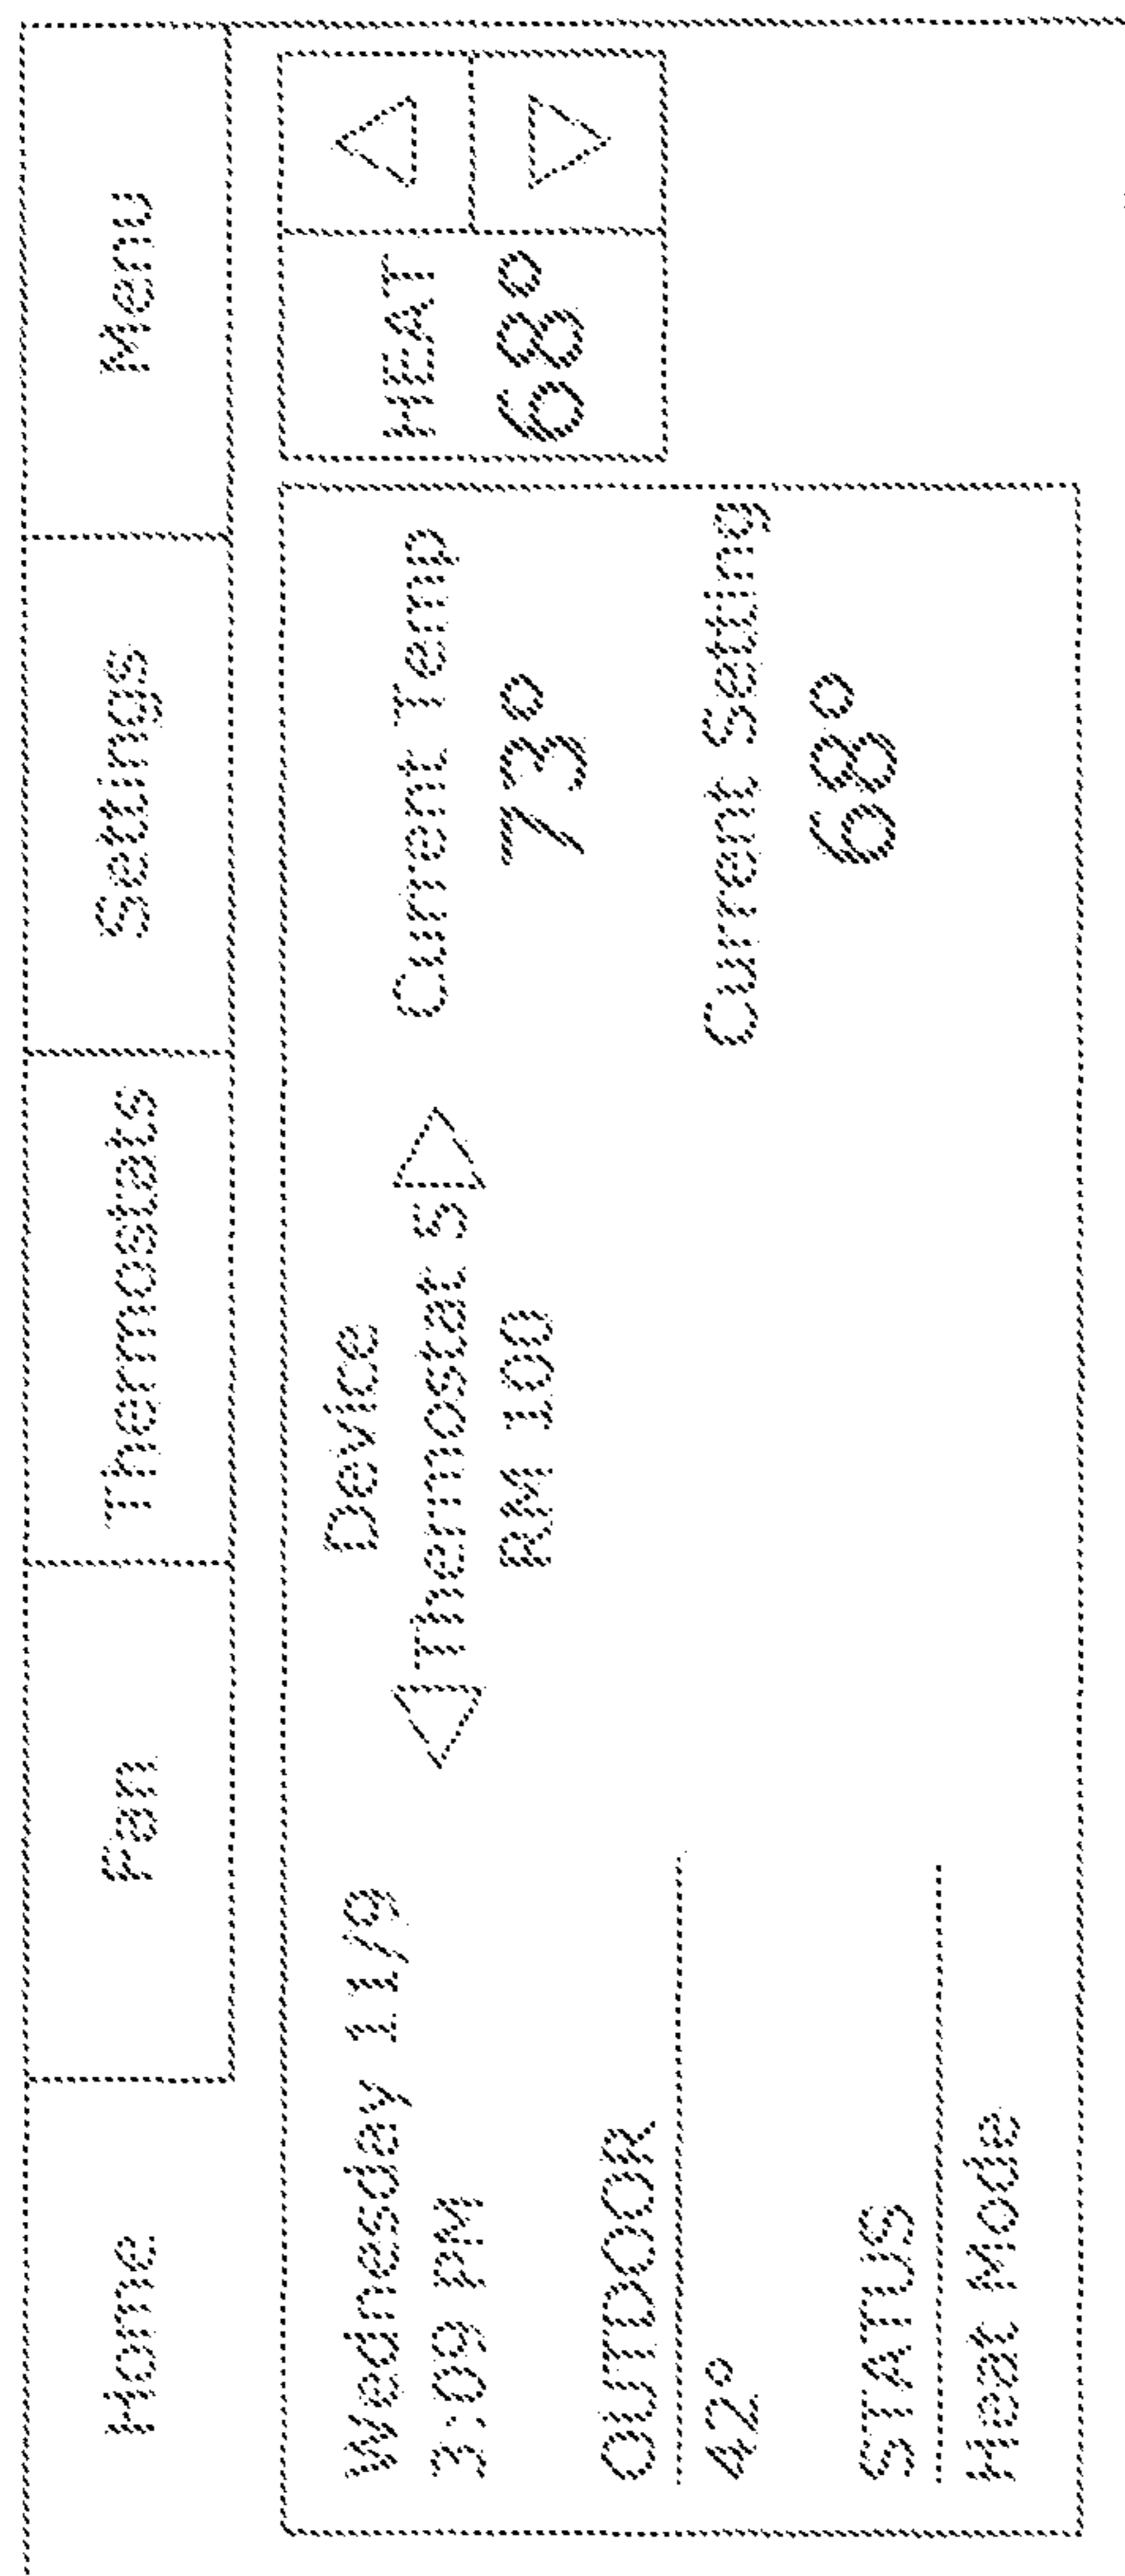 Home
Fan
Thermostats
Settings
Menu
Wednesday 11/9
3:09 PM
OUTDOOR
42°
STATUS
Heat Mode
Device
Thermostat 5
RM 100
Current Temp
73°
Current Setting
68°
HEAT
68°